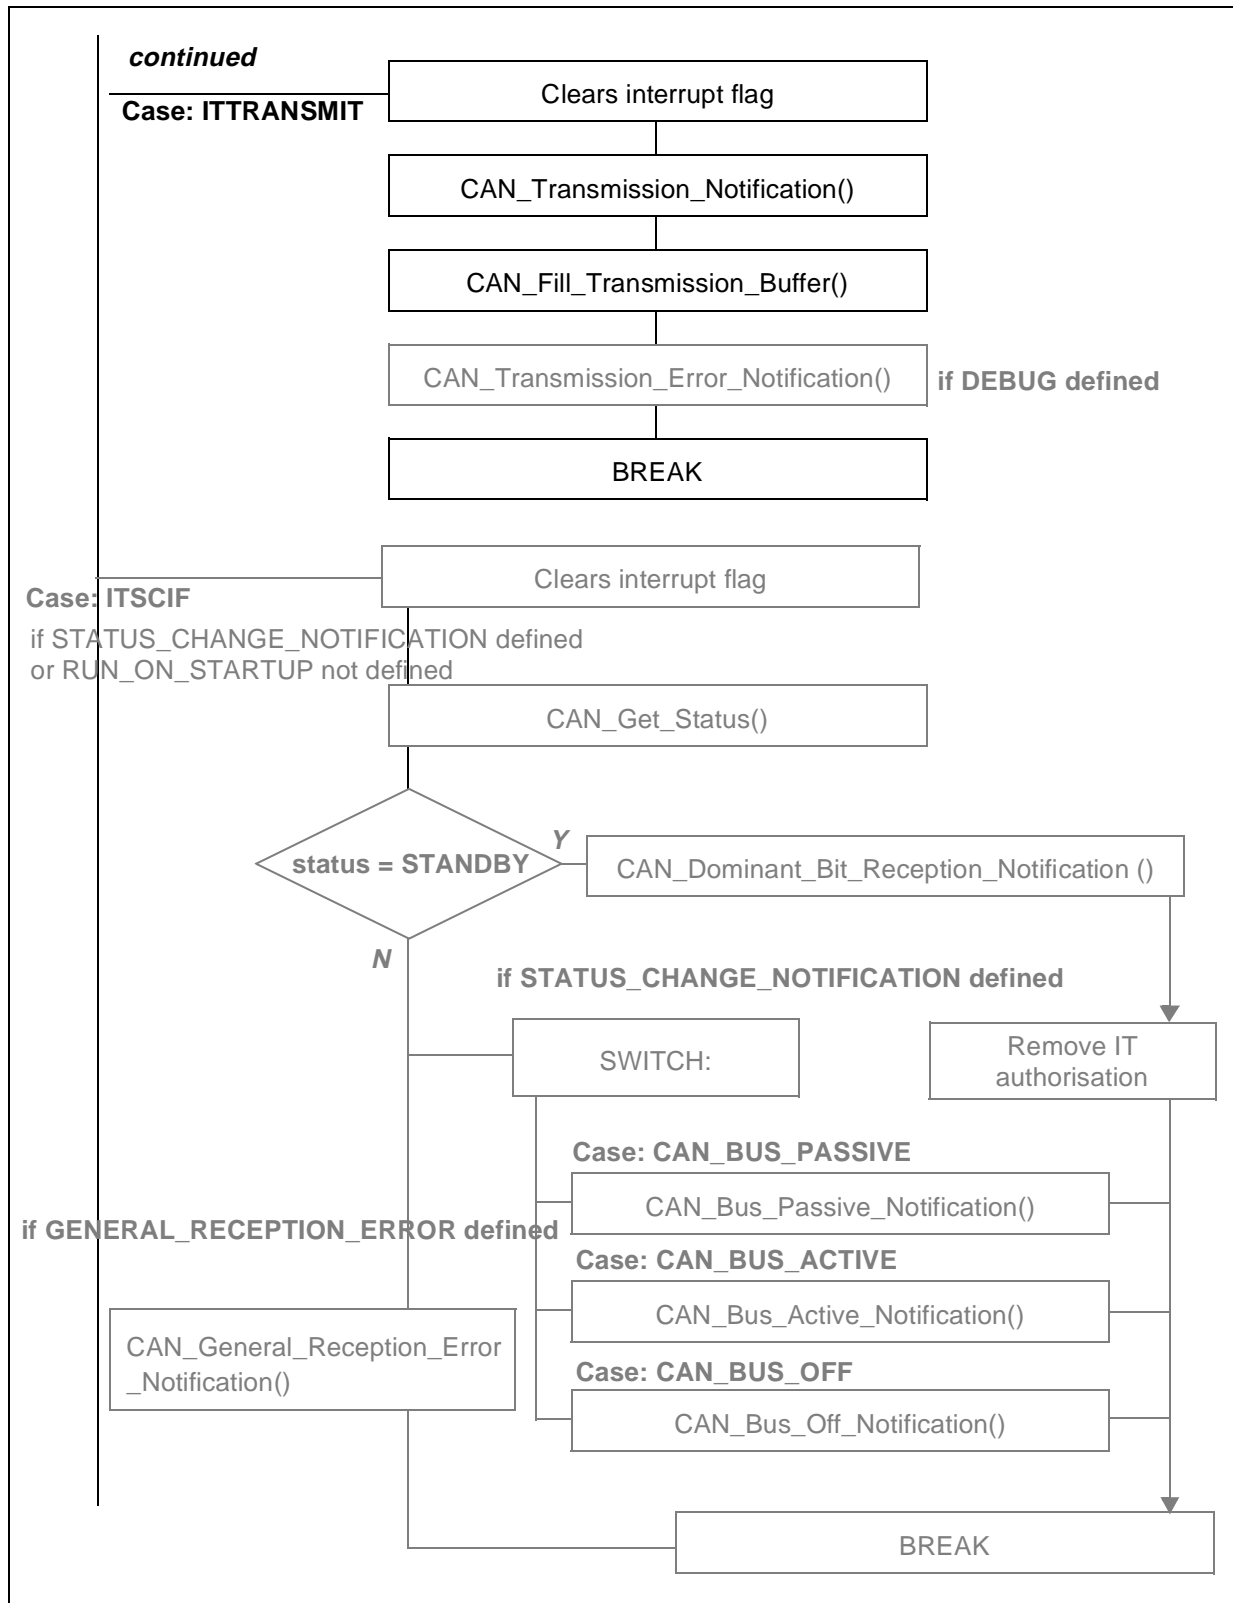 continued
Case: ITTRANSMIT
Clears interrupt flag
CAN_Transmission_Notification()
CAN_Fill_Transmission_Buffer()
CAN_Transmission_Error_Notification()
if DEBUG defined
BREAK
Clears interrupt flag
Case: ITSCIF
if STATUS_CHANGE_NOTIFICATION defined
or RUN_ON_STARTUP not defined
CAN_Get_Status()
status = STANDBY
Y
CAN_Dominant_Bit_Reception_Notification ()
N
if STATUS_CHANGE_NOTIFICATION defined
SWITCH:
Remove IT
authorisation
Case: CAN_BUS_PASSIVE
CAN_Bus_Passive_Notification()
if GENERAL_RECEPTION_ERROR defined
Case: CAN_BUS_ACTIVE
CAN_Bus_Active_Notification()
CAN_General_Reception_Error
_Notification()
Case: CAN_BUS_OFF
CAN_Bus_Off_Notification()
BREAK